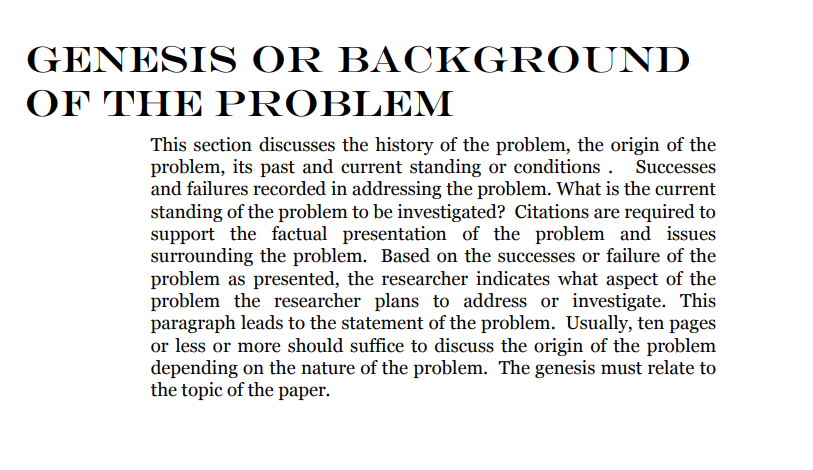 GENESIS OR BACKGROUND
OF THE PROBLEM
This section discusses the history of the problem, the origin of the
problem, its past and current standing or conditions .   Successes
and failures recorded in addressing the problem. What is the current
standing of the problem to be investigated?  Citations are required to
support the factual presentation of the problem and issues
surrounding the problem.  Based on the successes or failure of the
problem as presented, the researcher indicates what aspect of the
problem the researcher plans to address or investigate. This
paragraph leads to the statement of the problem.  Usually, ten pages
or less or more should suffice to discuss the origin of the problem
depending on the nature of the problem.  The genesis must relate to
the topic of the paper.